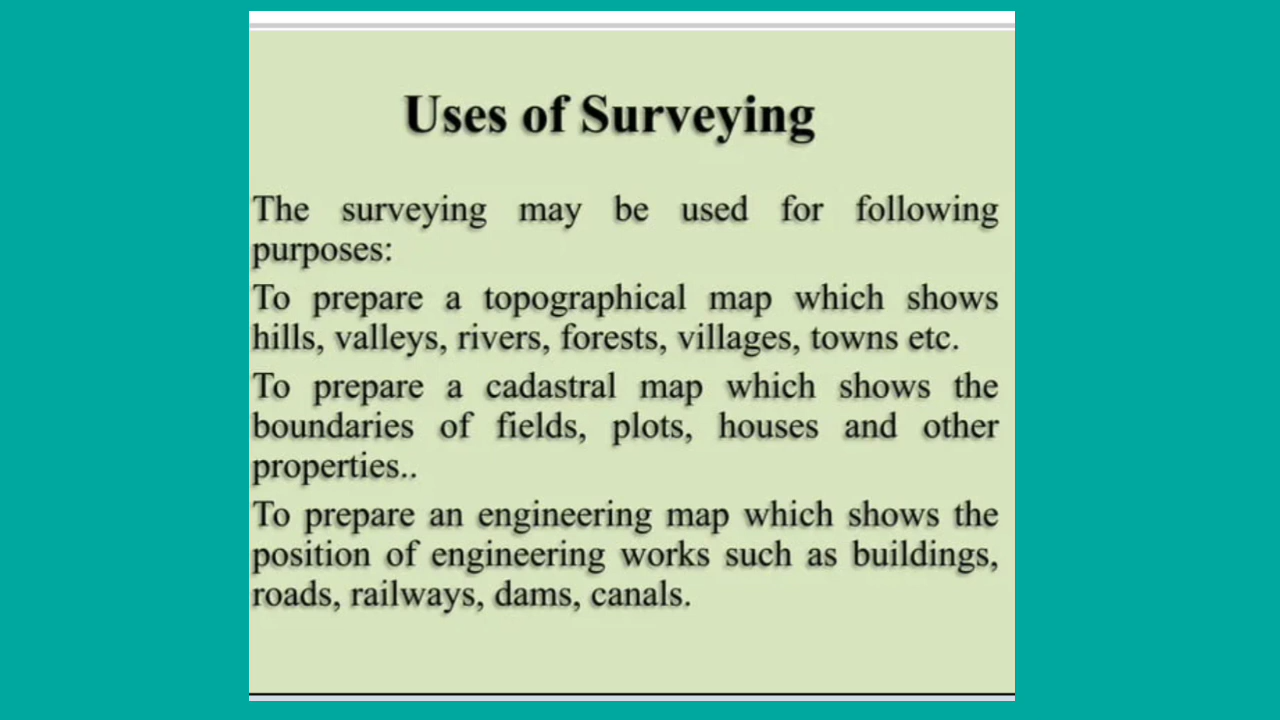 Uses of Surveying
The surveying may be used for following
purposes:
To prepare a topographical map which shows
hills, valleys, rivers, forests, villages, towns etc.
To prepare a cadastral map which shows the
boundaries of fields, plots, houses and other
properties..
To prepare an engineering map which shows the
position of engineering works such as buildings,
roads, railways, dams, canals.